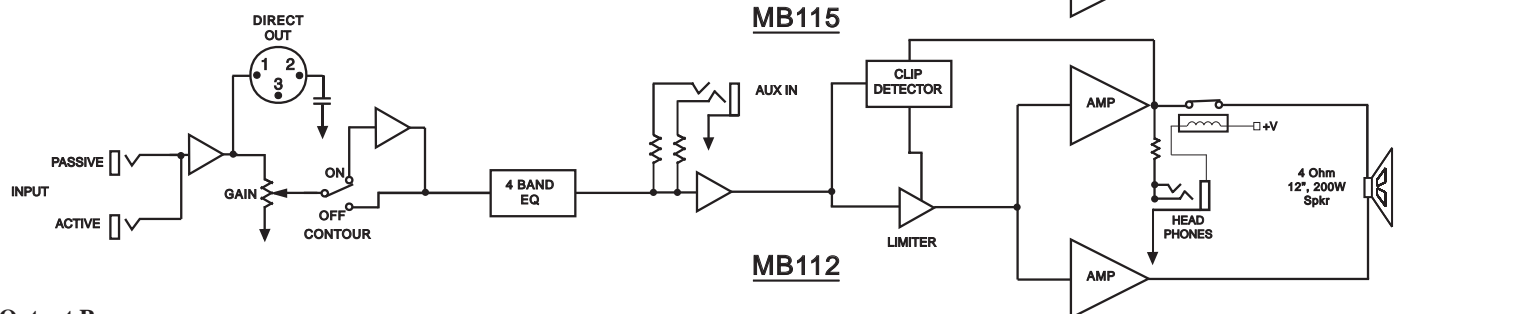 MB115
DIRECT
OUT
1 2
3
CLIP
DETECTOR
AUX IN
AMP
+V
PASSIVE
INPUT
ACTIVE
GAIN
ON
OFF
CONTOUR
4 BAND
EQ
LIMITER
4 Ohm
12", 200W
Spkr
HEAD
PHONES
AMP
MB112